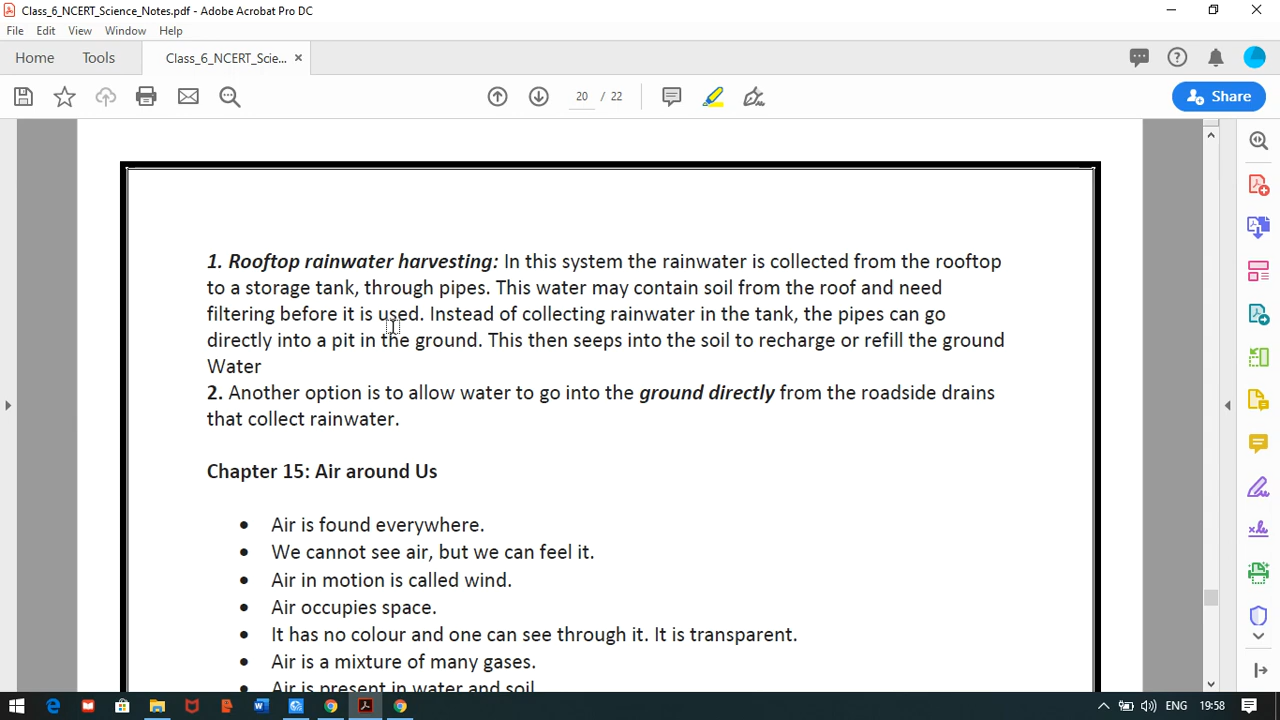 Class_6_NCERT_Science_Notes.pdf - Adobe Acrobat Pro DC
File Edit View Window Help
Home Tools Class_6_NCERT_Scie... ×
20 / 22
Share
1. Rooftop rainwater harvesting: In this system the rainwater is collected from the rooftop
to a storage tank, through pipes. This water may contain soil from the roof and need
filtering before it is used. Instead of collecting rainwater in the tank, the pipes can go
directly into a pit in the ground. This then seeps into the soil to recharge or refill the ground
Water
2. Another option is to allow water to go into the ground directly from the roadside drains
that collect rainwater.
Chapter 15: Air around Us
• Air is found everywhere.
• We cannot see air, but we can feel it.
• Air in motion is called wind.
• Air occupies space.
• It has no colour and one can see through it. It is transparent.
• Air is a mixture of many gases.
• Air is present in water and soil
ENG 19:58